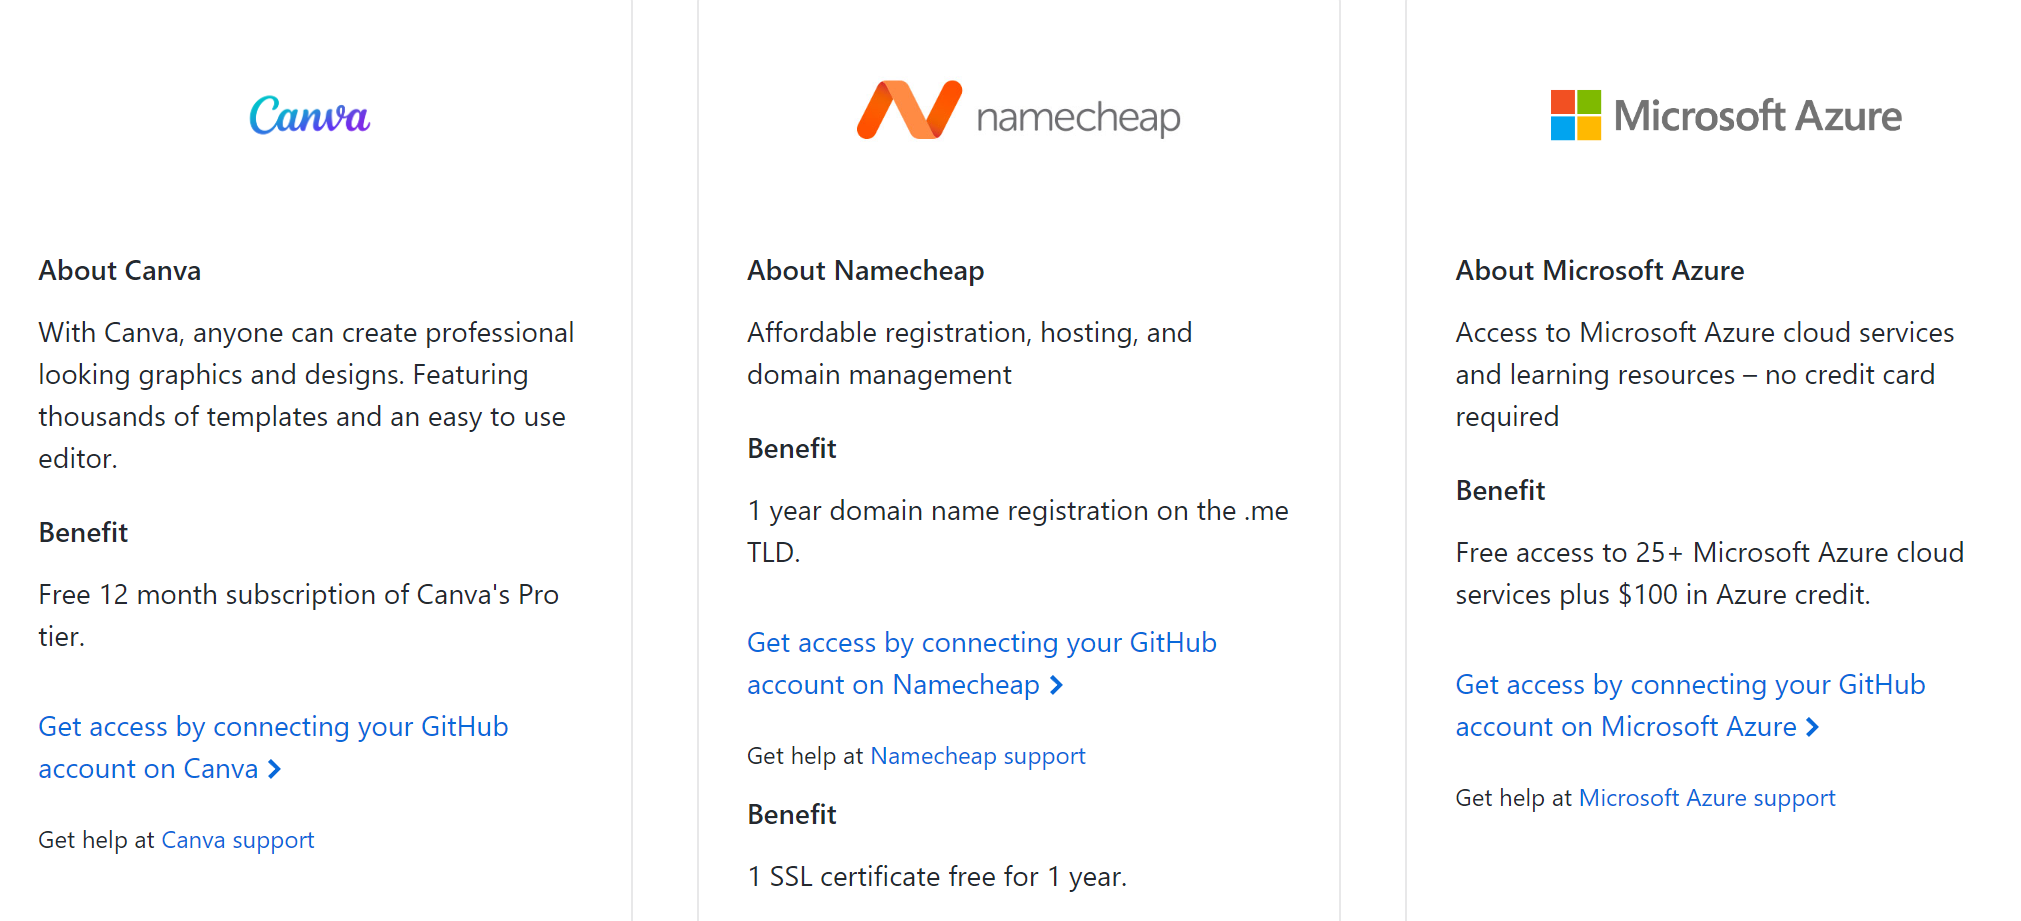 Canva
About Canva
With Canva, anyone can create professional
looking graphics and designs. Featuring
thousands of templates and an easy to use
editor.
Benefit
Free 12 month subscription of Canva's Pro
tier.
Get access by connecting your GitHub
account on Canva
Get help at Canva support
namecheap
About Namecheap
Affordable registration, hosting, and
domain management
Benefit
1 year domain name registration on the .me
TLD.
Get access by connecting your GitHub
account on Namecheap
Get help at Namecheap support
Benefit
1 SSL certificate free for 1 year.
Microsoft Azure
About Microsoft Azure
Access to Microsoft Azure cloud services
and learning resources – no credit card
required
Benefit
Free access to 25+ Microsoft Azure cloud
services plus $100 in Azure credit.
Get access by connecting your GitHub
account on Microsoft Azure
Get help at Microsoft Azure support